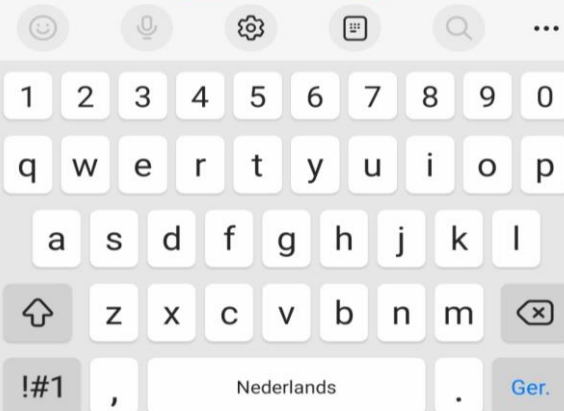 1 2 3 4 5 6 7 8 9 0
q w e r t y u i o p
a s d f g h j k l
z x c v b n m
!#1 , Nederlands . Ger.